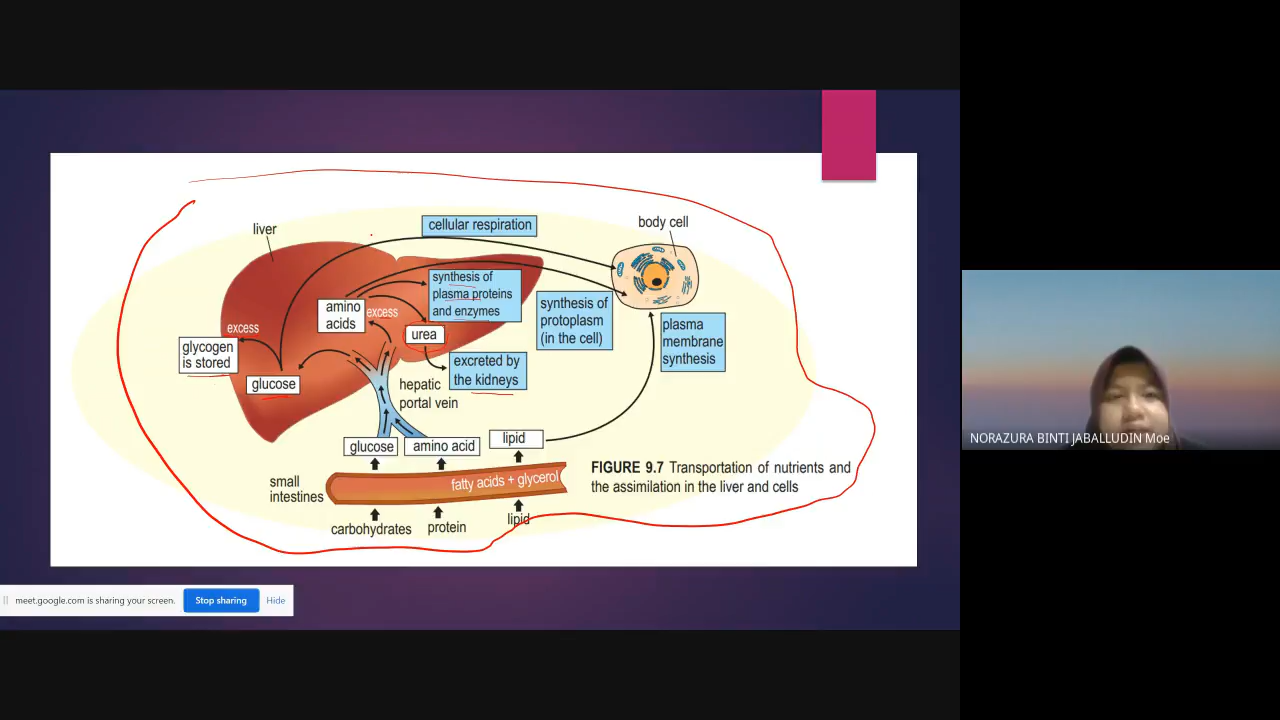 liver
cellular respiration
body cell
synthesis of
plasma proteins
and enzymes
amino
acids
excess
urea
synthesis of
protoplasm
(in the cell)
plasma
membrane
synthesis
excess
glycogen
is stored
glucose
excreted by
the kidneys
hepatic
portal vein
glucose
amino acid
lipid
small
intestines
fatty acids + glycerol
carbohydrates
protein
lipid
FIGURE 9.7 Transportation of nutrients and
the assimilation in the liver and cells
NORAZURA BINTI JABALLUDIN Moe
meet.google.com is sharing your screen.
Stop sharing
Hide